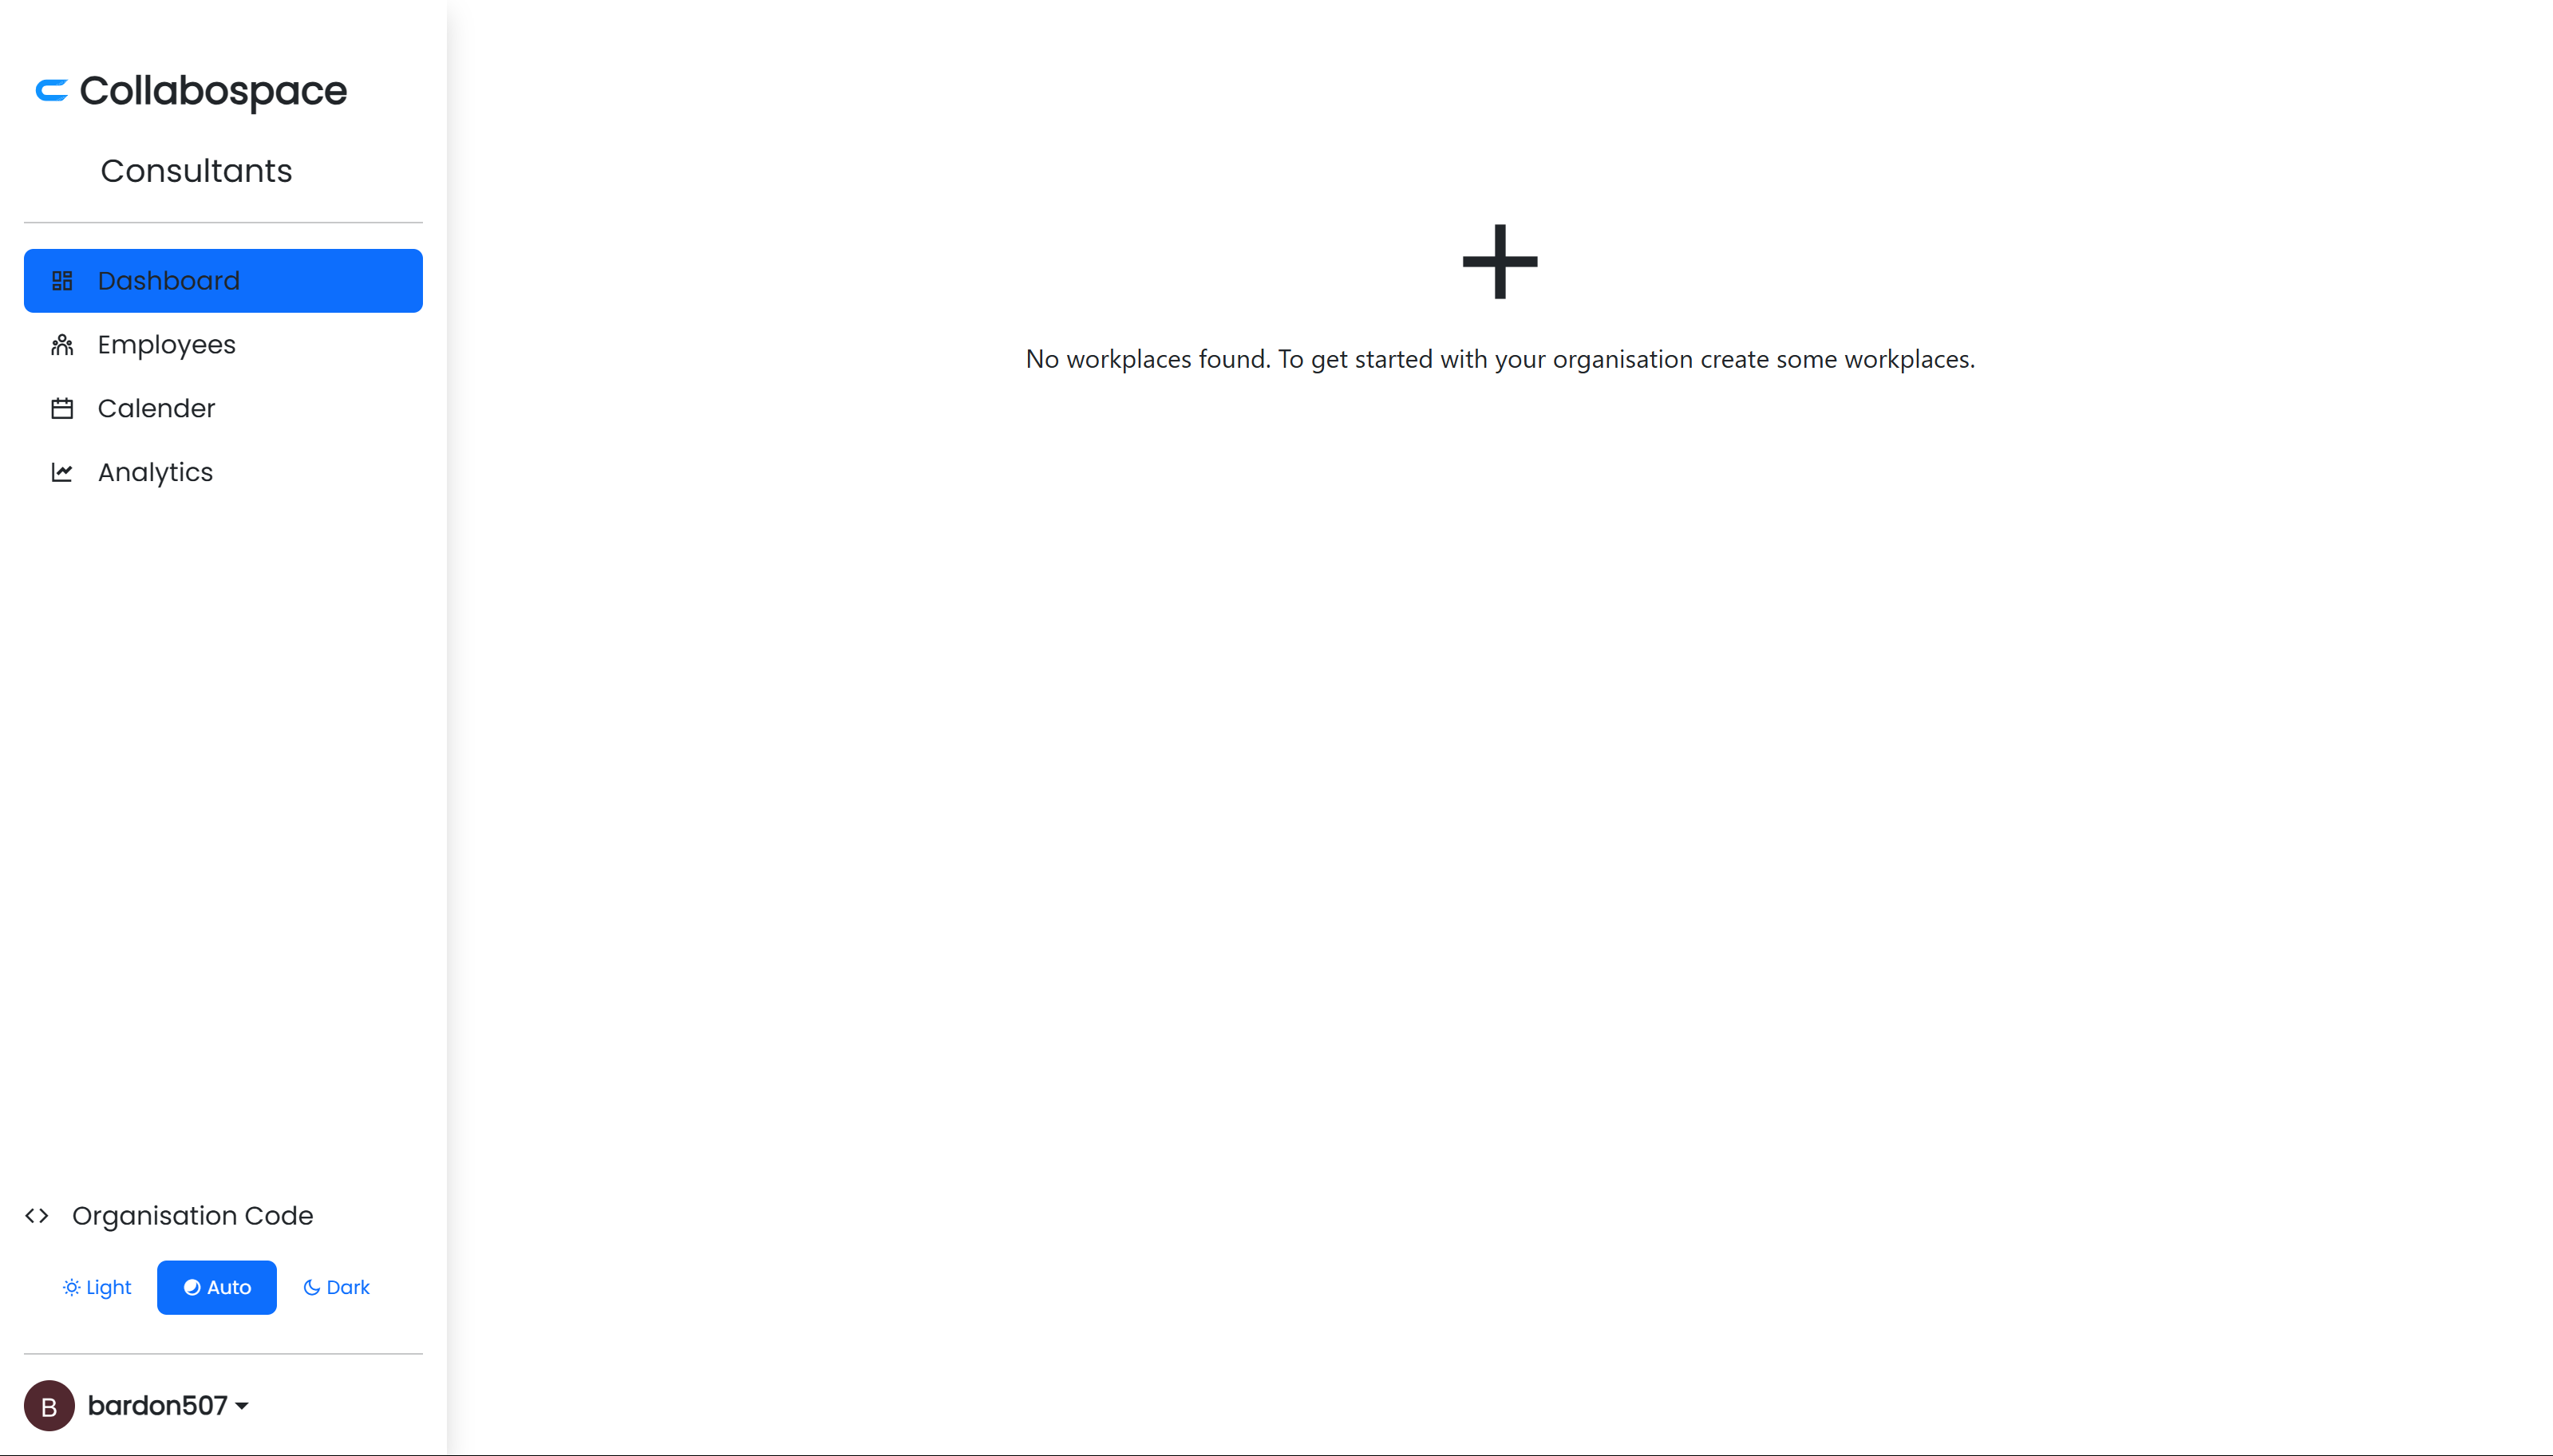 Collabospace
Consultants
Dashboard
Employees
Calender
Analytics
No workplaces found. To get started with your organisation create some workplaces.
Organisation Code
Light Auto Dark
B bardon507